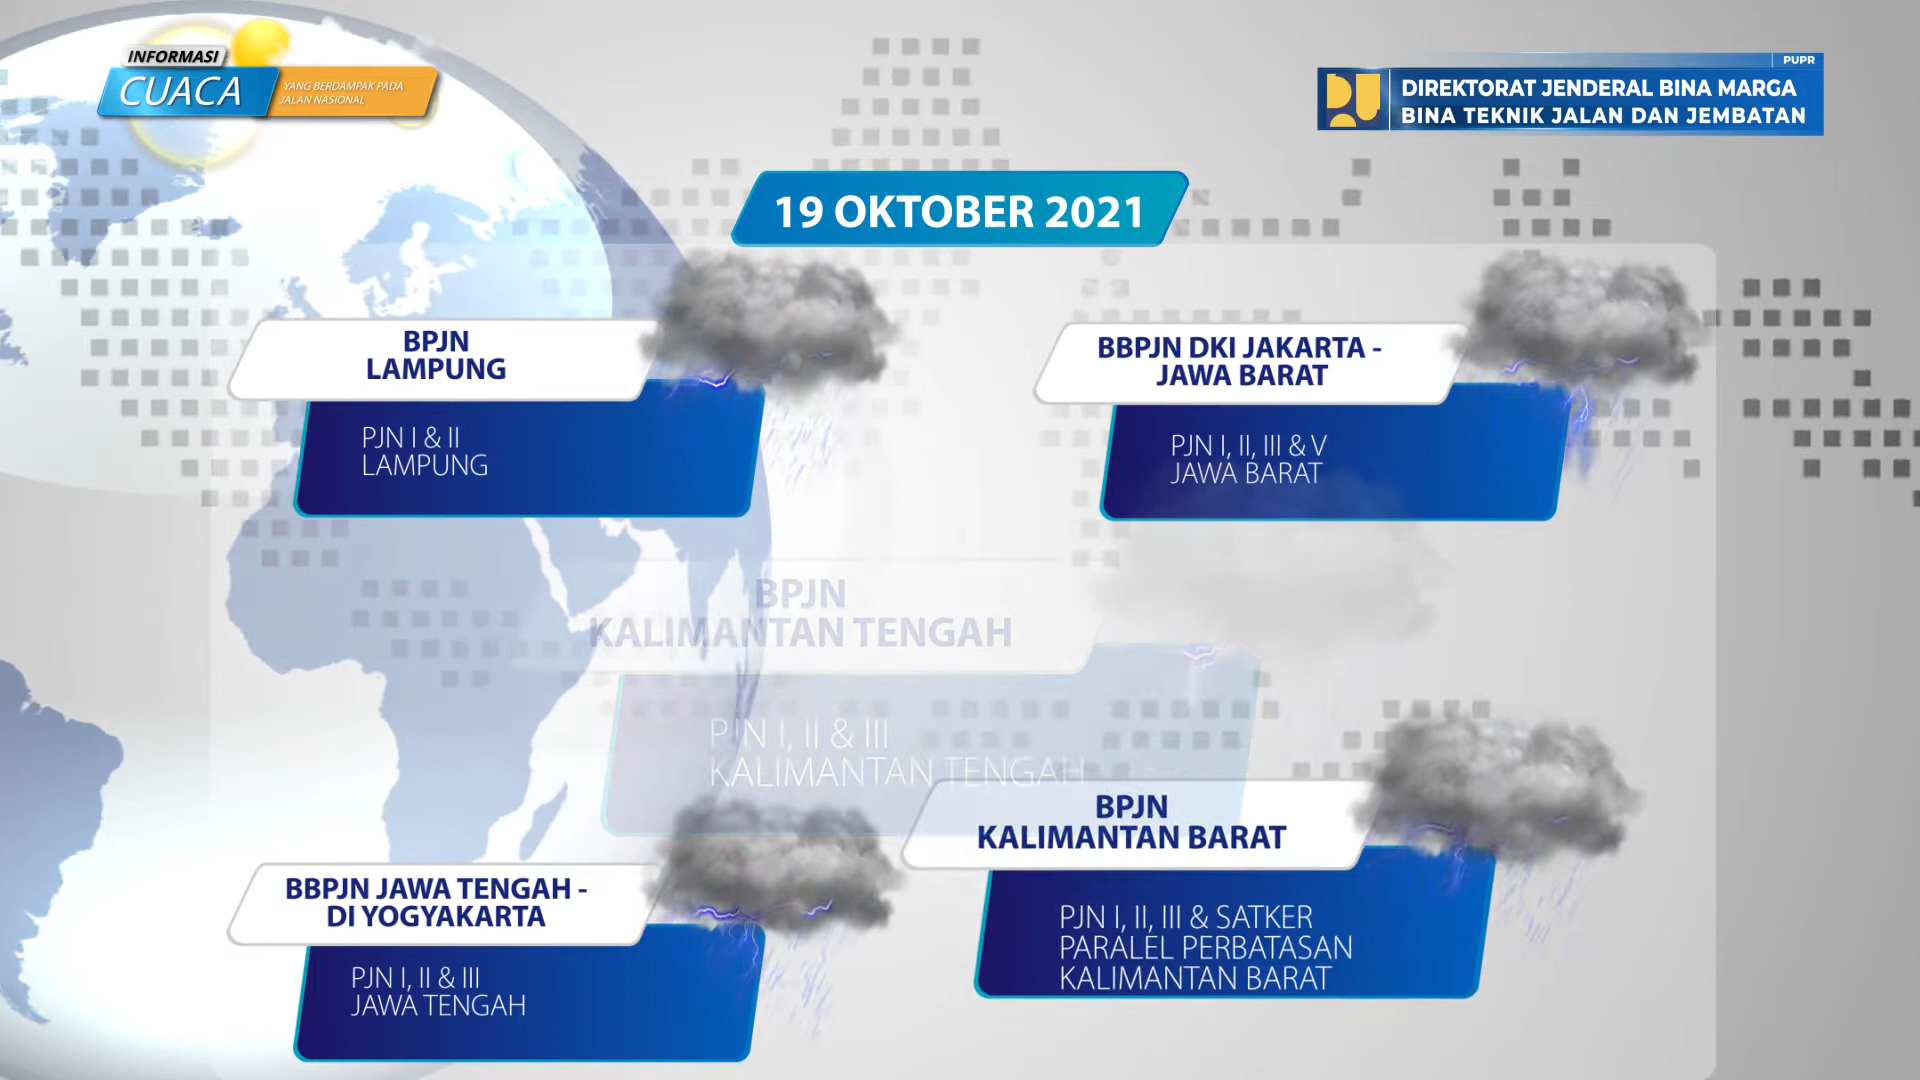 INFORMASI
CUACA
YANG BERDAMPAK PADA
JALAN NASIONAL
PUPR
DIREKTORAT JENDERAL BINA MARGA
BINA TEKNIK JALAN DAN JEMBATAN
19 OKTOBER 2021
BPJN
LAMPUNG
PJN I & II
LAMPUNG
BBPJN DKI JAKARTA -
JAWA BARAT
PJN I, II, III & V
JAWA BARAT
BPJN
KALIMANTAN TENGAH
PJN I, II & III
KALIMANTAN TENGAH
BBPJN JAWA TENGAH -
DI YOGYAKARTA
PJN I, II & III
JAWA TENGAH
BPJN
KALIMANTAN BARAT
PJN I, II, III & SATKER
PARALEL PERBATASAN
KALIMANTAN BARAT